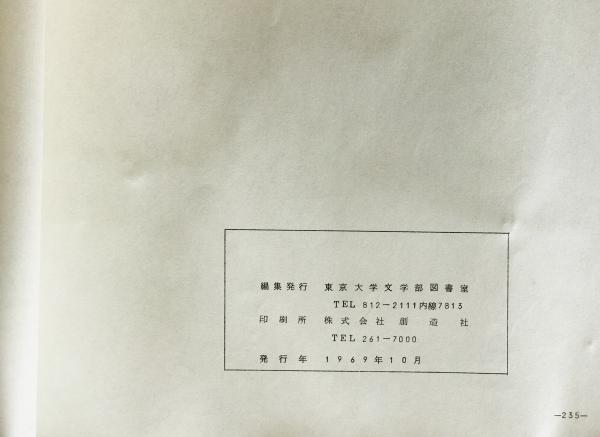 編集発行 東京大学文学部図書室
TEL 812-2111内線7813
印刷所 株式会社創造社
TEL 261-7000
発行年 1969年10月
-235-